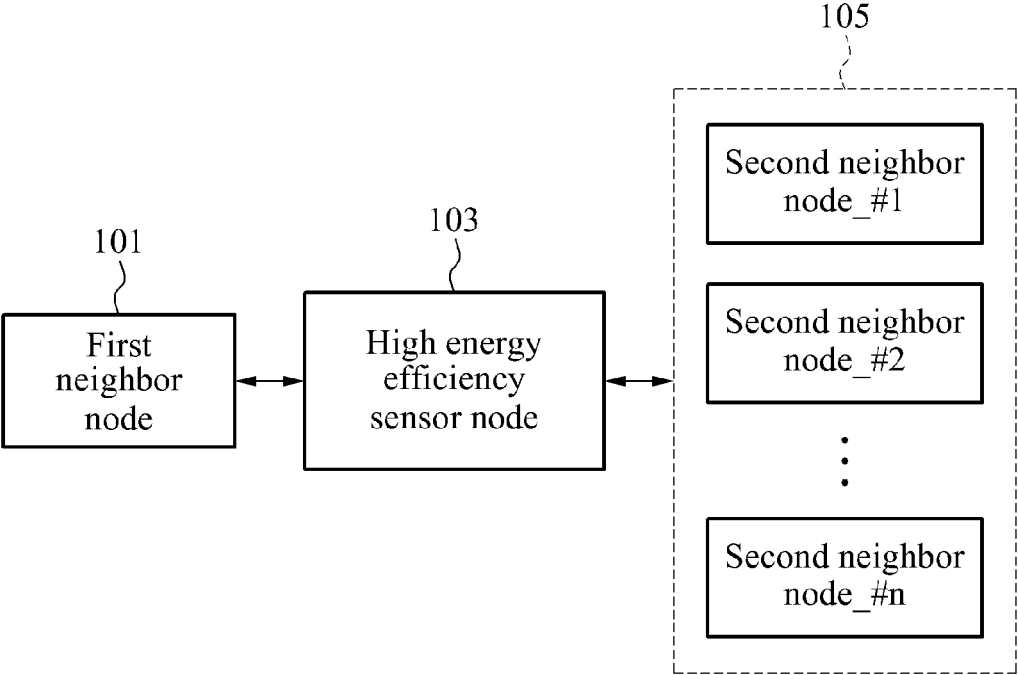 105
Second neighbor
node_#1
103
101
First
neighbor
node
High energy
efficiency
sensor node
Second neighbor
node_#2
Second neighbor
node_#n